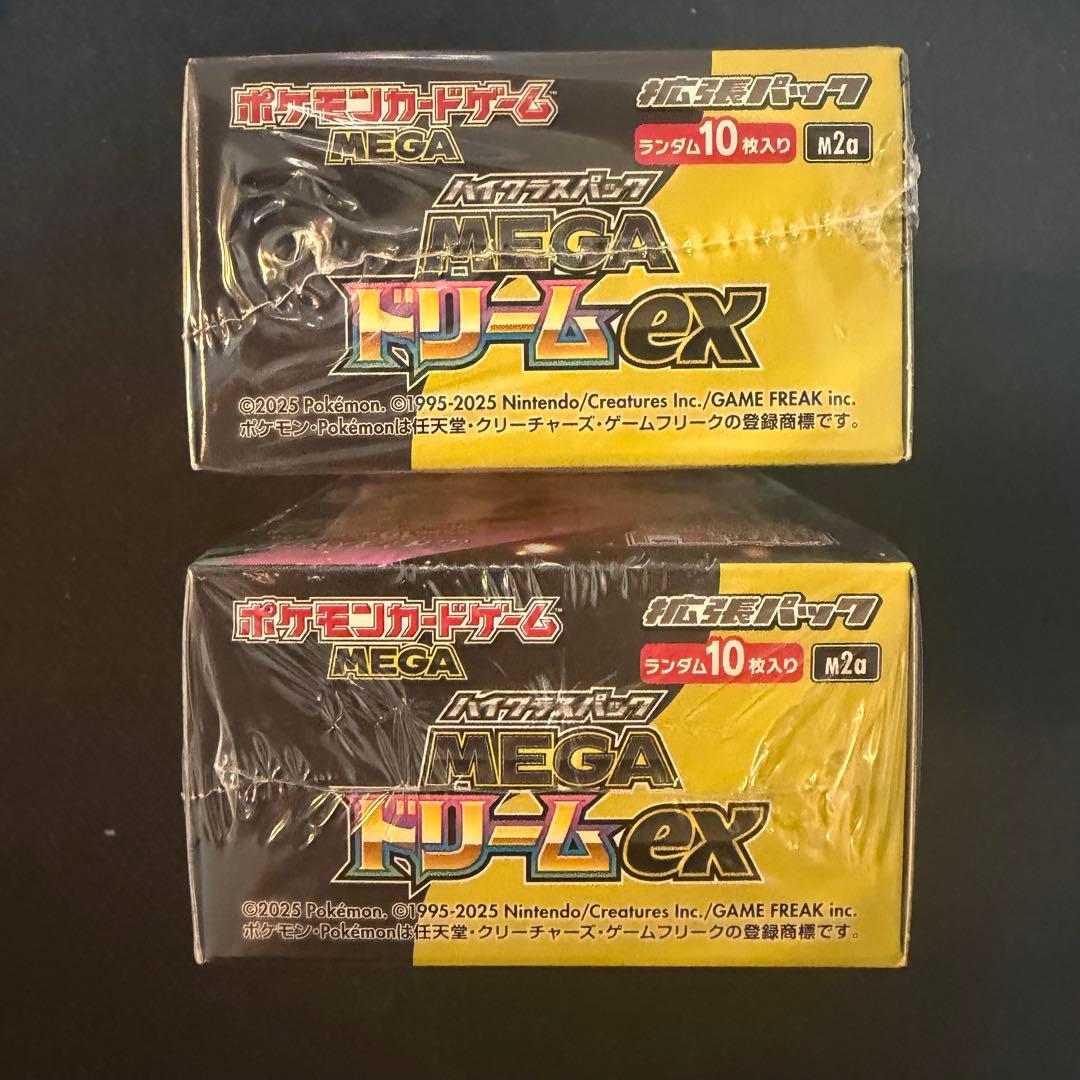 ポケモンカードゲーム™
MEGA
拡張パック
ランダム10枚入り M2a
ハイクラスパック
MEGA
ドリームex
©2025 Pokémon. ©1995-2025 Nintendo/Creatures Inc./GAME FREAK inc.
ポケモン・Pokémonは任天堂・クリーチャーズ・ゲームフリークの登録商標です。
ポケモンカードゲーム™
MEGA
拡張パック
ランダム10枚入り M2a
ハイクラスパック
MEGA
ドリームex
©2025 Pokémon. ©1995-2025 Nintendo/Creatures Inc./GAME FREAK inc.
ポケモン・Pokémonは任天堂・クリーチャーズ・ゲームフリークの登録商標です。